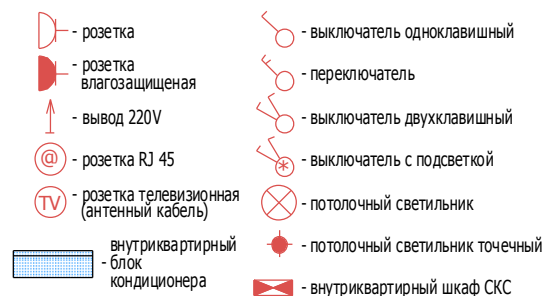 - розетка
- розетка
влагозащищеная
- вывод 220V
@ - розетка RJ 45
TV - розетка телевизионная
(антенный кабель)
внутриквартирный
- блок
кондиционера
- выключатель одноклавишный
- переключатель
- выключатель двухклавишный
- выключатель с подсветкой
- потолочный светильник
- потолочный светильник точечный
- внутриквартирный шкаф СКС